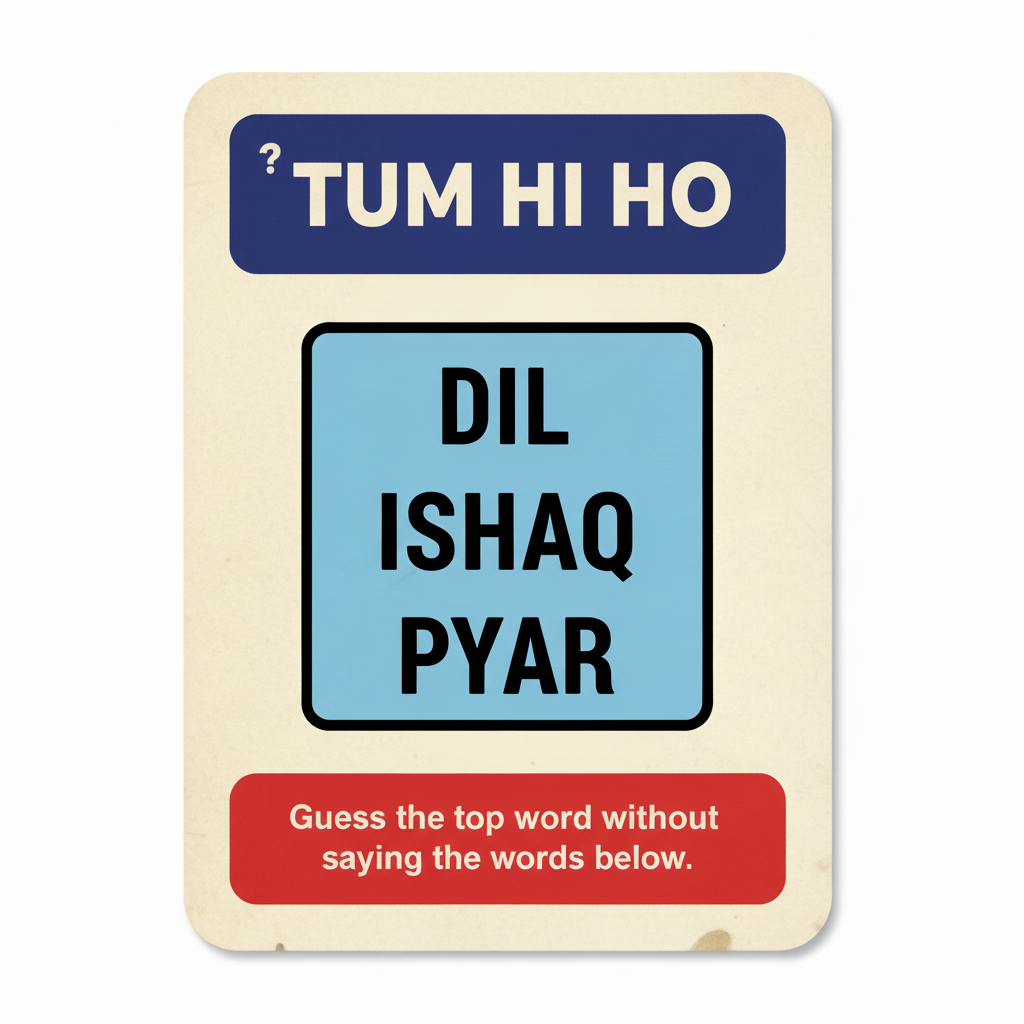 ? TUM HI HO
DIL
ISHAQ
PYAR
Guess the top word without
saying the words below.